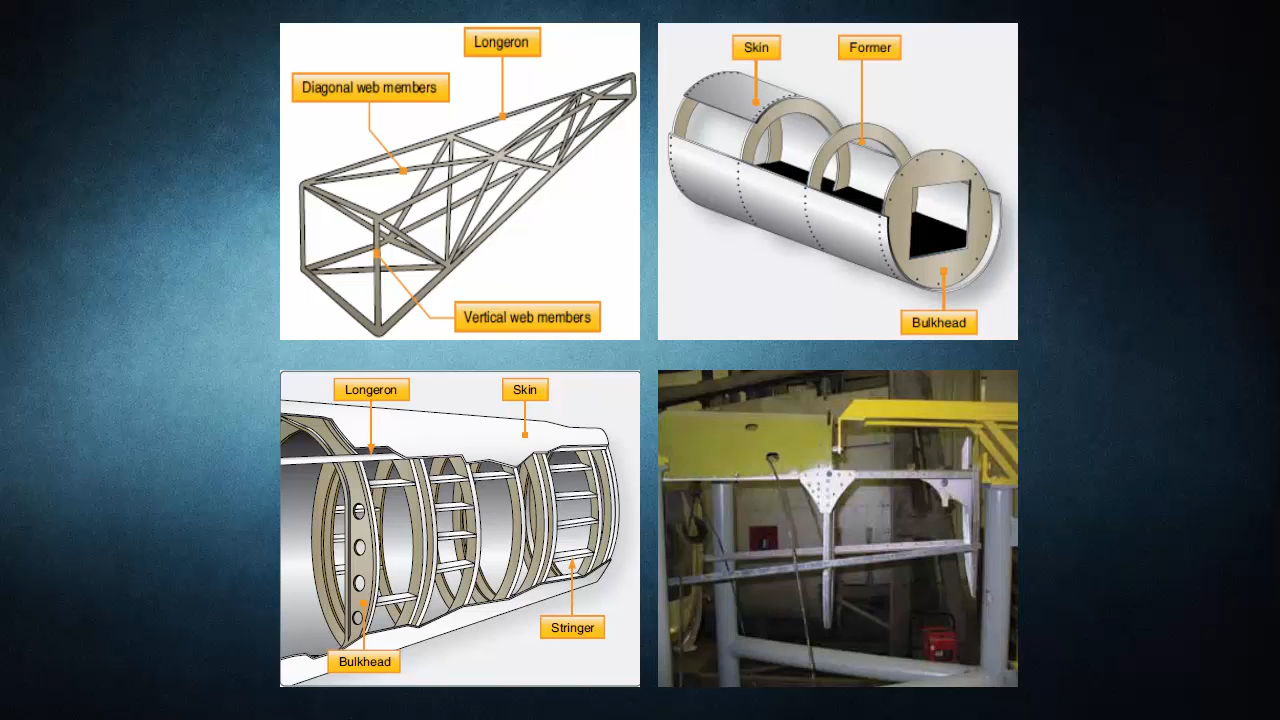 Longeron
Diagonal web members
Vertical web members
Skin
Former
Bulkhead
Longeron
Skin
Stringer
Bulkhead